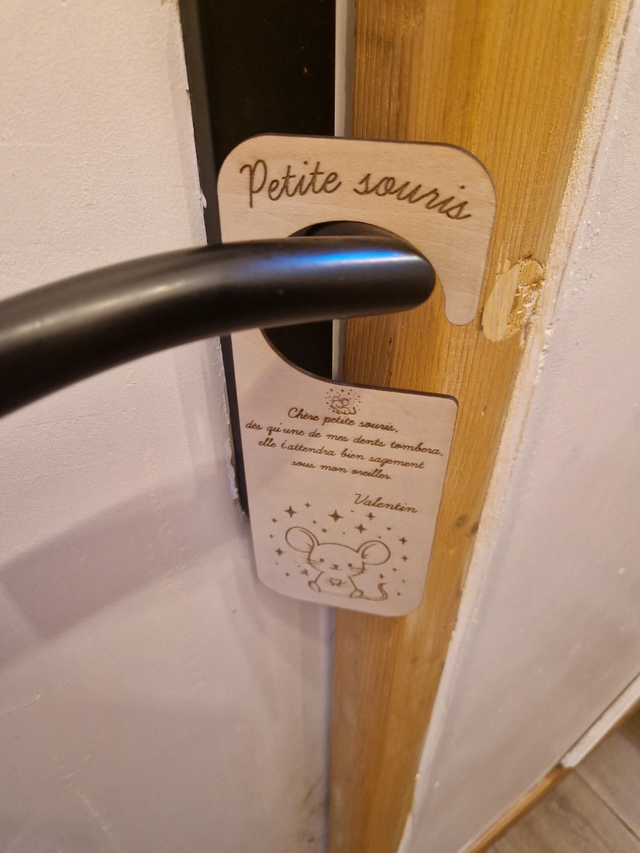 Petite souris
Chère petite souris,
dès qu'une de mes dents tombera,
elle t'attendra bien sagement
sous mon oreiller
Valentin